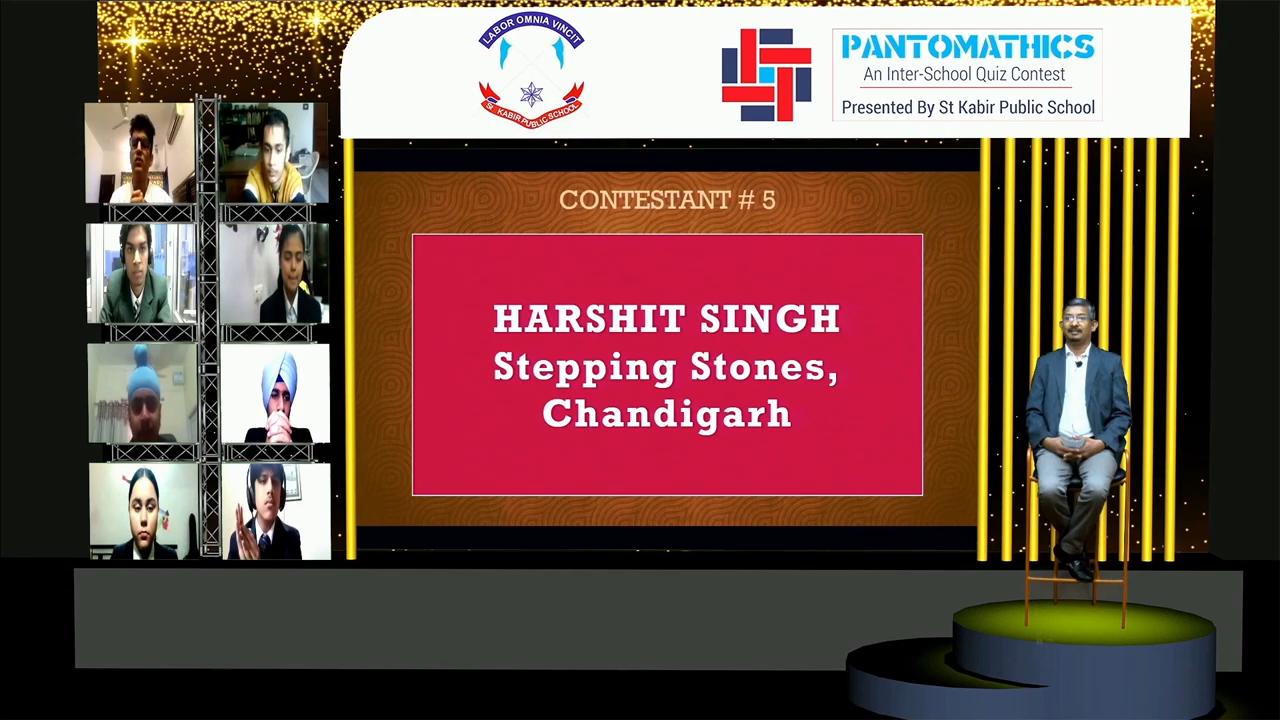 LABOR OMNIA VINCIT
ST KABIR PUBLIC SCHOOL
PANTOMATHICS
An Inter-School Quiz Contest
Presented By St Kabir Public School
CONTESTANT # 5
HARSHIT SINGH
Stepping Stones,
Chandigarh